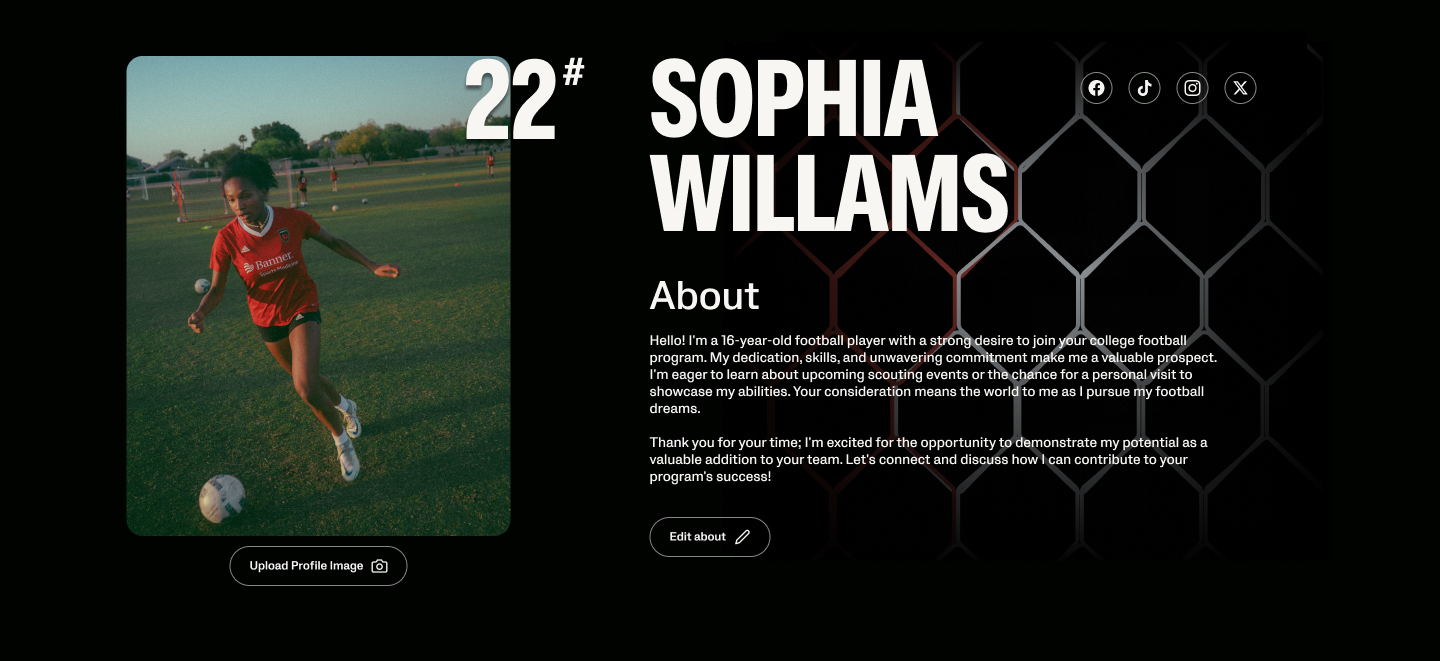 22#
SOPHIA
WILLAMS
About
Hello! I'm a 16-year-old football player with a strong desire to join your college football
program. My dedication, skills, and unwavering commitment make me a valuable prospect.
I'm eager to learn about upcoming scouting events or the chance for a personal visit to
showcase my abilities. Your consideration means the world to me as I pursue my football
dreams.
Thank you for your time; I'm excited for the opportunity to demonstrate my potential as a
valuable addition to your team. Let's connect and discuss how I can contribute to your
program's success!
Edit about
Banner
Sports Medicine
Upload Profile Image